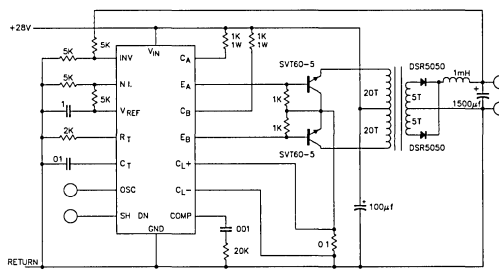 +28V
5K
5K
INV
VIN
CA
1K
1W
1K
1W
SVT60-5
DSR5050
5K
N.I.
EA
1mH
+
1
5K
VREF
CB
1K
20T
5T
1500µf
2K
RT
EB
1K
20T
5T
SVT60-5
DSR5050
01
CT
CL+
OSC
CL-
+
100µf
SH DN
COMP
GND
001
0 1
20K
RETURN